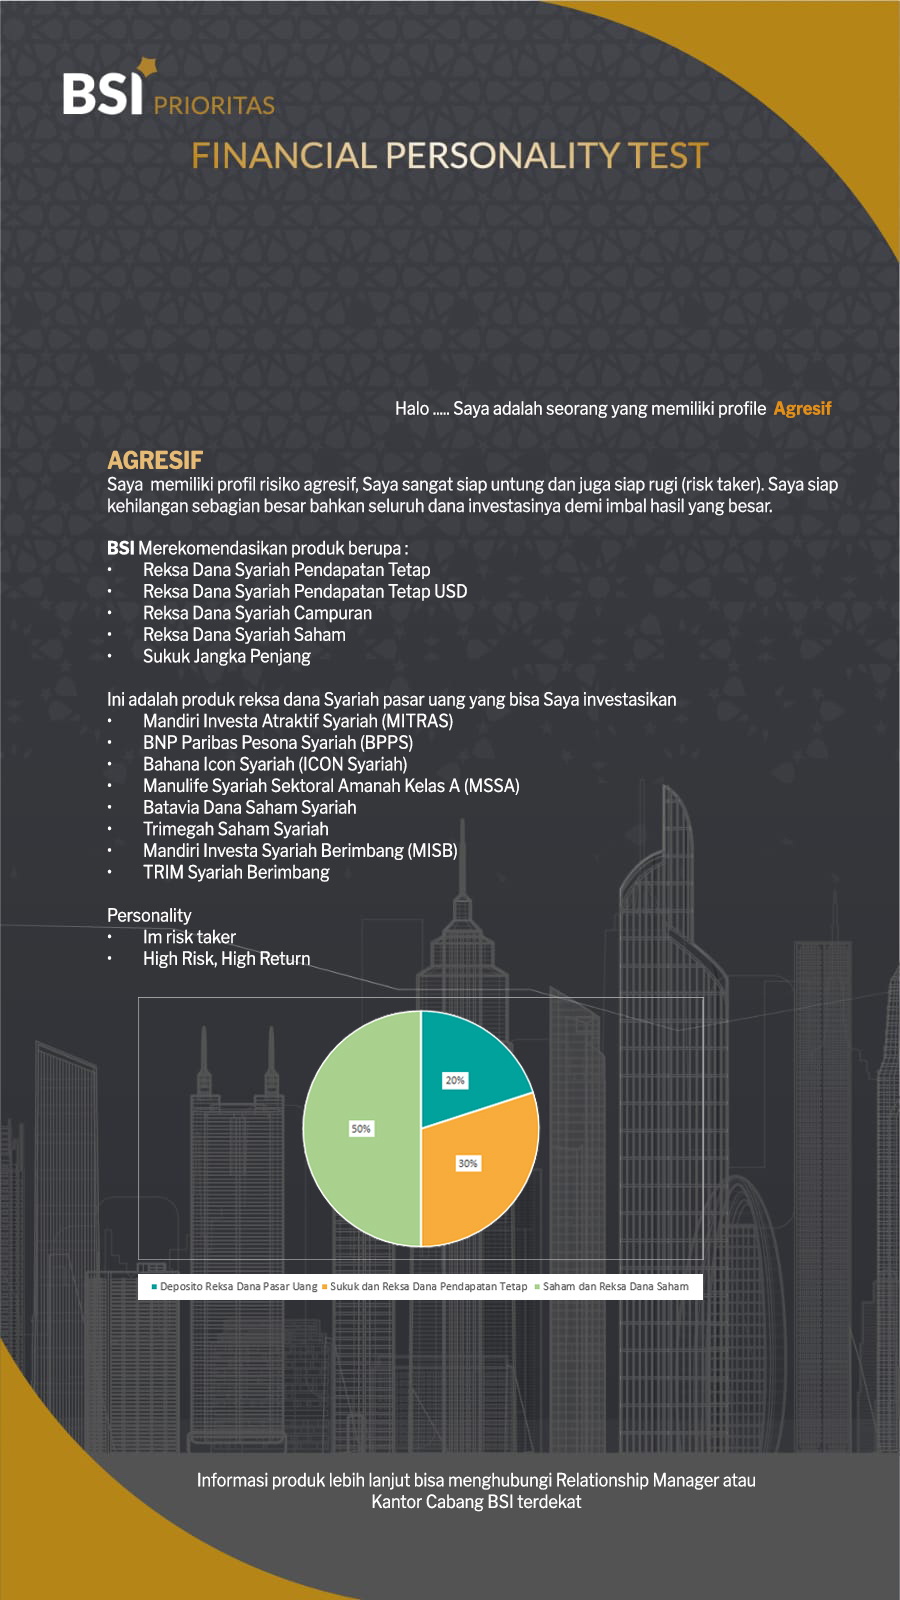 BSI PRIORITAS
FINANCIAL PERSONALITY TEST
Halo ..... Saya adalah seorang yang memiliki profile Agresif
AGRESIF
Saya memiliki profil risiko agresif, Saya sangat siap untung dan juga siap rugi (risk taker). Saya siap
kehilangan sebagian besar bahkan seluruh dana investasinya demi imbal hasil yang besar.
BSI Merekomendasikan produk berupa :
• Reksa Dana Syariah Pendapatan Tetap
• Reksa Dana Syariah Pendapatan Tetap USD
• Reksa Dana Syariah Campuran
• Reksa Dana Syariah Saham
• Sukuk Jangka Penjang
Ini adalah produk reksa dana Syariah pasar uang yang bisa Saya investasikan
• Mandiri Investa Atraktif Syariah (MITRAS)
• BNP Paribas Pesona Syariah (BPPS)
• Bahana Icon Syariah (ICON Syariah)
• Manulife Syariah Sektoral Amanah Kelas A (MSSA)
• Batavia Dana Saham Syariah
• Trimegah Saham Syariah
• Mandiri Investa Syariah Berimbang (MISB)
• TRIM Syariah Berimbang
Personality
• Im risk taker
• High Risk, High Return
20%
50%
30%
Deposito Reksa Dana Pasar Uang Sukuk dan Reksa Dana Pendapatan Tetap Saham dan Reksa Dana Saham
Informasi produk lebih lanjut bisa menghubungi Relationship Manager atau
Kantor Cabang BSI terdekat